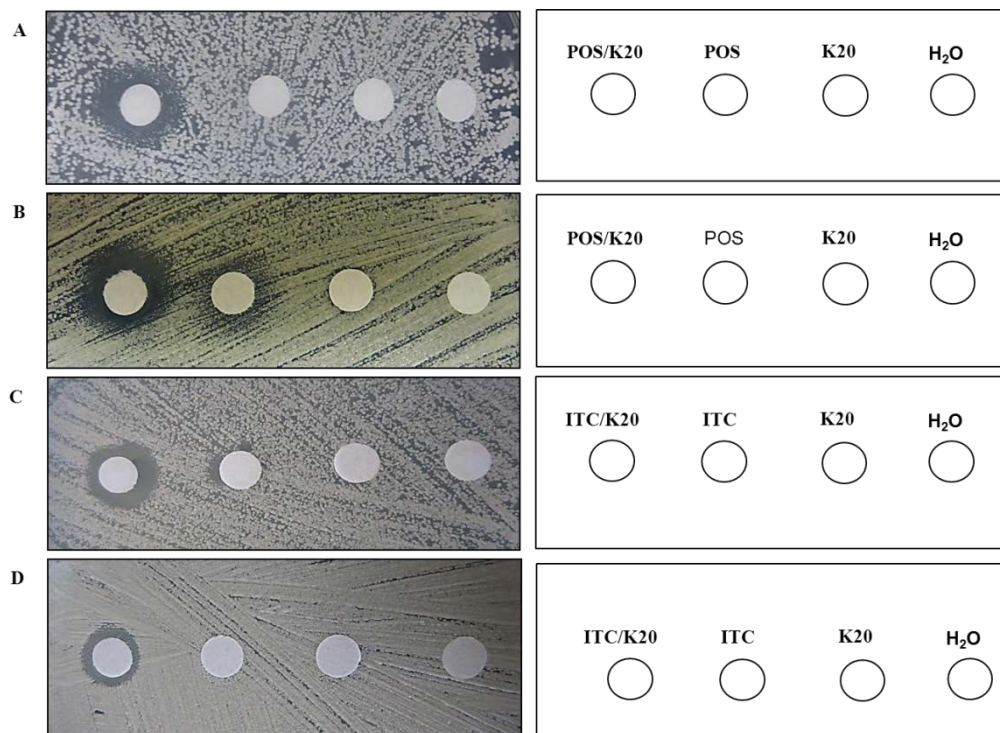 A
POS/K20 POS K20 H₂O
B
POS/K20 POS K20 H₂O
C
ITC/K20 ITC K20 H₂O
D
ITC/K20 ITC K20 H₂O